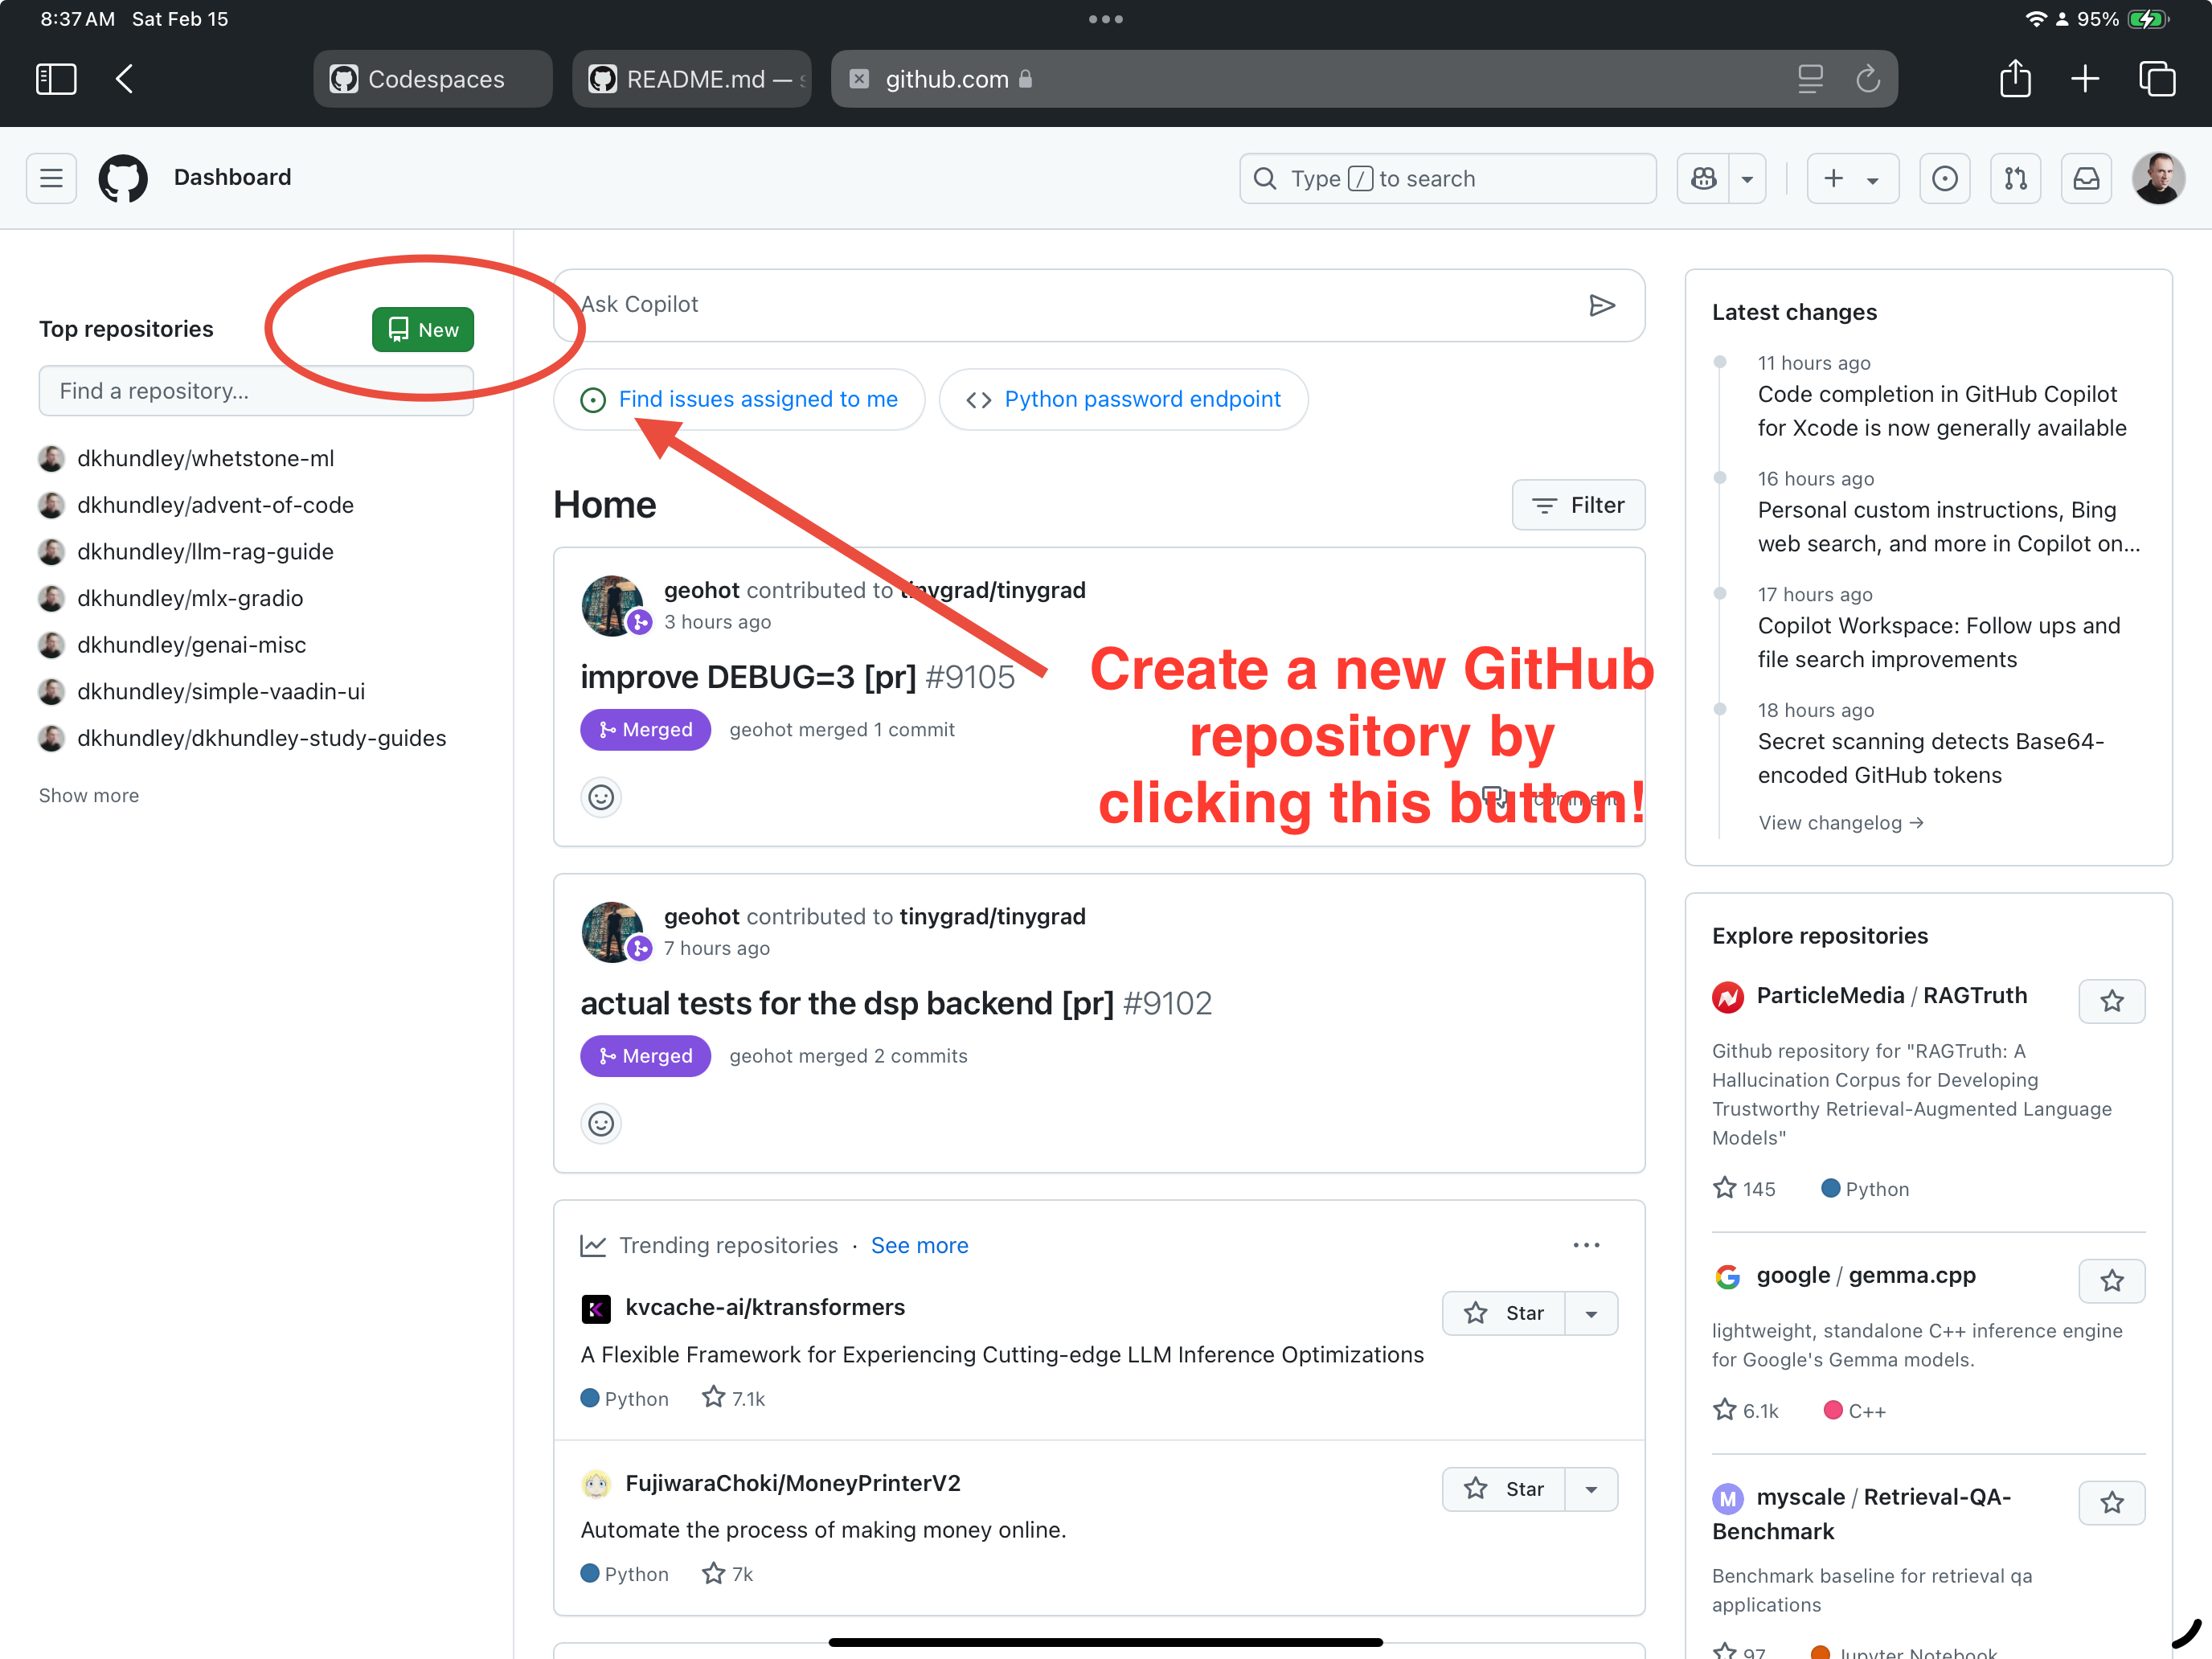 8:37 AM Sat Feb 15
95%
Codespaces
README.md —
github.com
Dashboard
Type / to search
Top repositories
New
Find a repository...
dkhundley/whetstone-ml
dkhundley/advent-of-code
dkhundley/llm-rag-guide
dkhundley/mlx-gradio
dkhundley/genai-misc
dkhundley/simple-vaadin-ui
dkhundley/dkhundley-study-guides
Show more
Ask Copilot
Find issues assigned to me
Python password endpoint
Home
Filter
geohot contributed to tinygrad/tinygrad
3 hours ago
improve DEBUG=3 [pr] #9105
Merged
geohot merged 1 commit
Create a new GitHub
repository by
clicking this button!
geohot contributed to tinygrad/tinygrad
7 hours ago
actual tests for the dsp backend [pr] #9102
Merged
geohot merged 2 commits
Trending repositories · See more
kvcache-ai/ktransformers
Star
A Flexible Framework for Experiencing Cutting-edge LLM Inference Optimizations
Python 7.1k
FujiwaraChoki/MoneyPrinterV2
Star
Automate the process of making money online.
Python 7k
Latest changes
11 hours ago
Code completion in GitHub Copilot
for Xcode is now generally available
16 hours ago
Personal custom instructions, Bing
web search, and more in Copilot on...
17 hours ago
Copilot Workspace: Follow ups and
file search improvements
18 hours ago
Secret scanning detects Base64-
encoded GitHub tokens
View changelog →
Explore repositories
ParticleMedia / RAGTruth
Github repository for "RAGTruth: A
Hallucination Corpus for Developing
Trustworthy Retrieval-Augmented Language
Models"
145 Python
google / gemma.cpp
lightweight, standalone C++ inference engine
for Google's Gemma models.
6.1k C++
M
myscale / Retrieval-QA-
Benchmark
Benchmark baseline for retrieval qa
applications
97 Jupyter Notebook